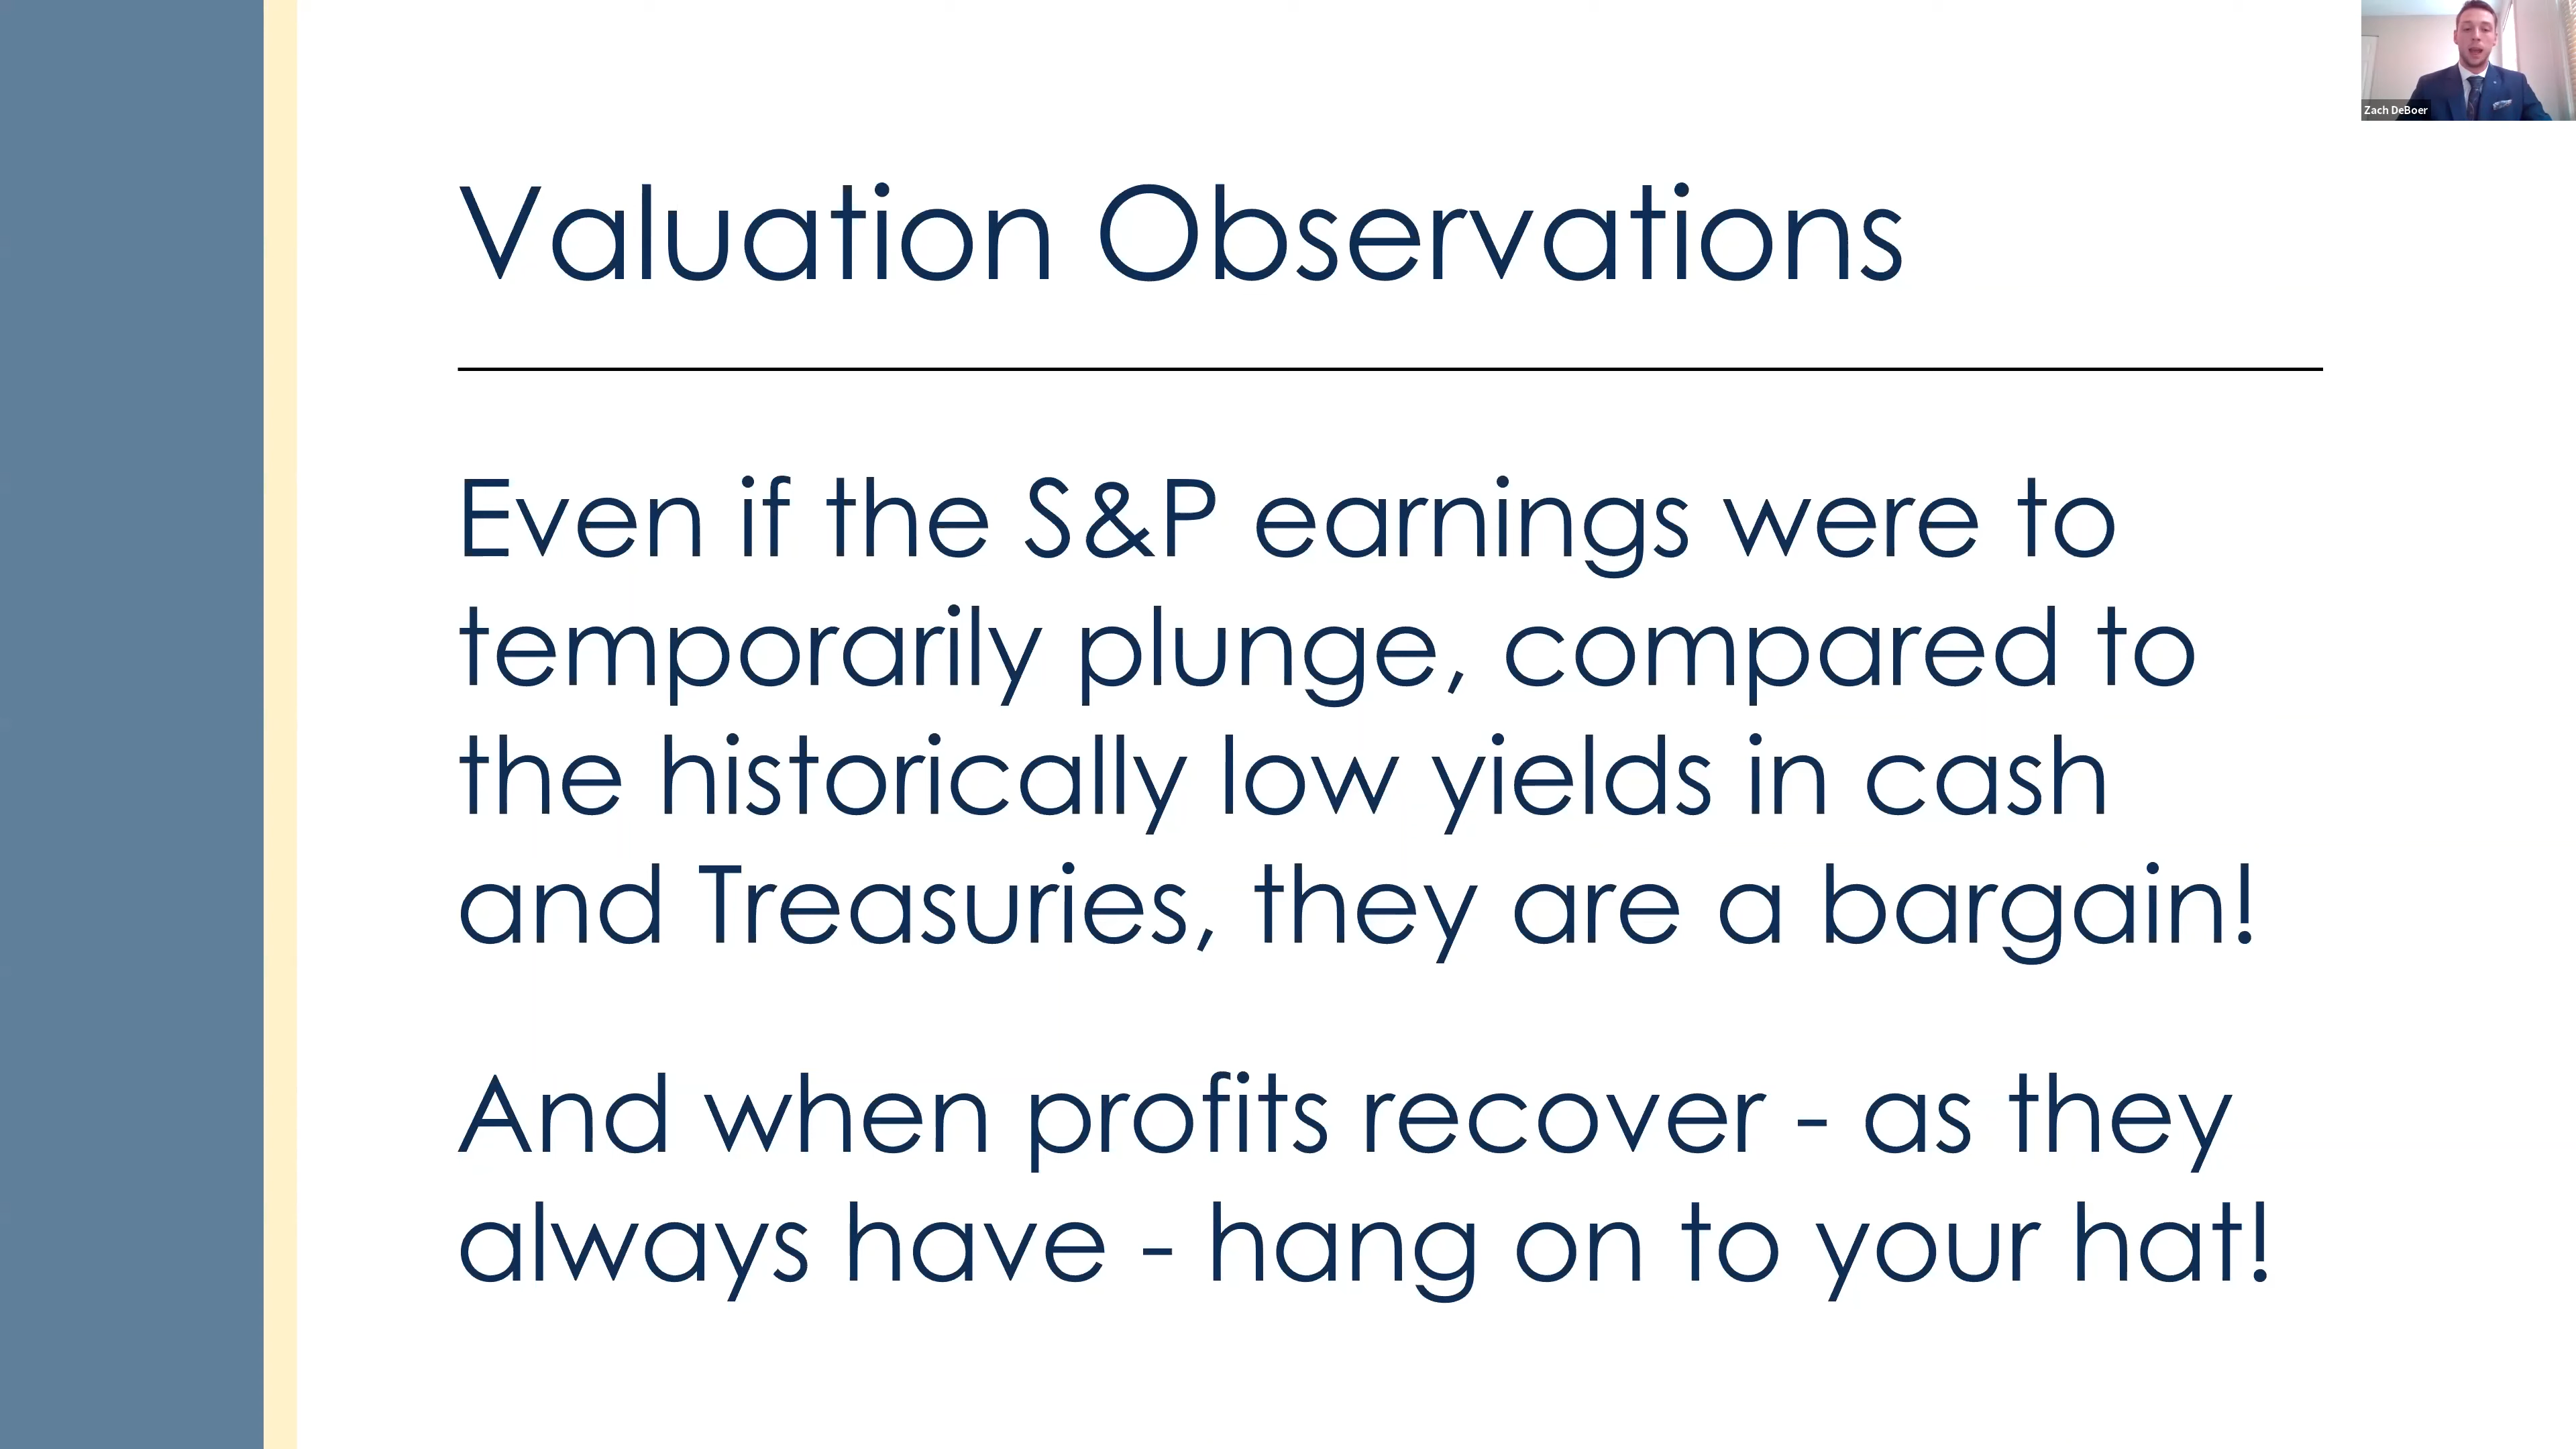 Zach DeBoer
Valuation Observations
Even if the S&P earnings were to
temporarily plunge, compared to
the historically low yields in cash
and Treasuries, they are a bargain!
And when profits recover - as they
always have - hang on to your hat!